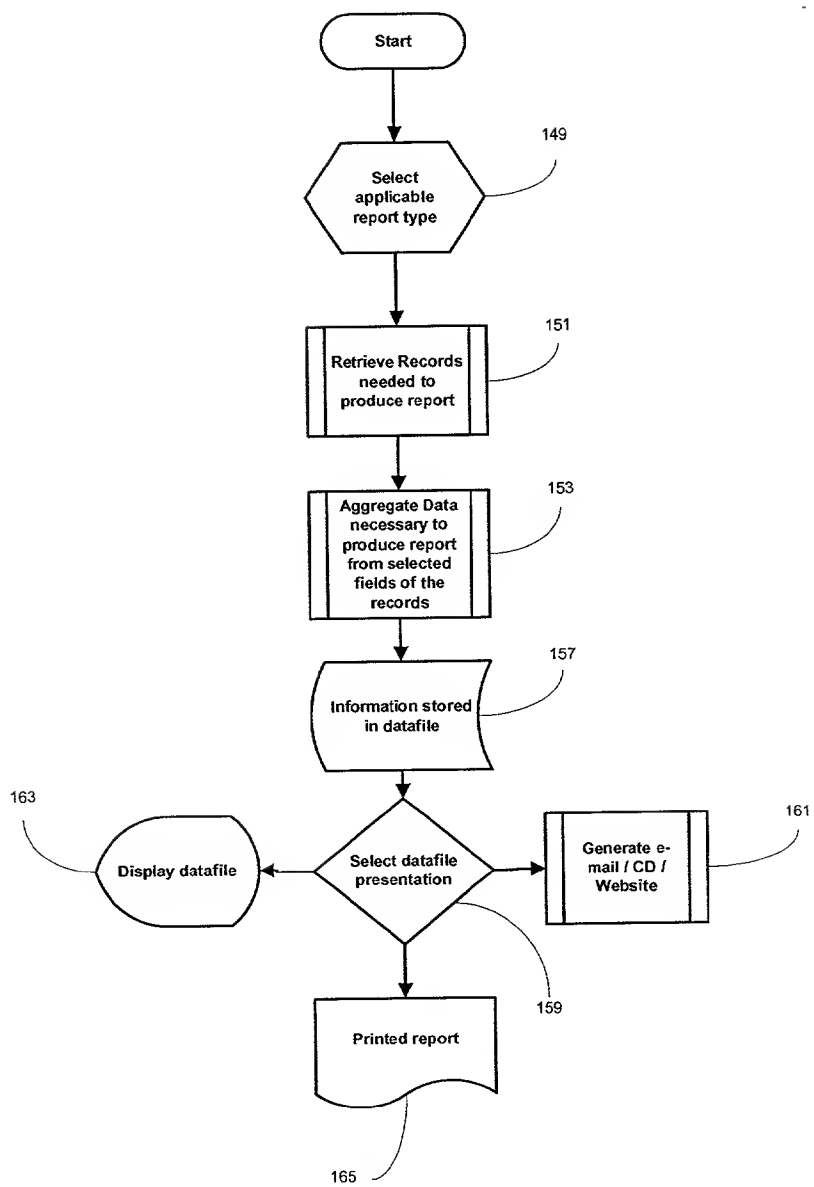 Start
149
Select
applicable
report type
151
Retrieve Records
needed to
produce report
153
Aggregate Data
necessary to
produce report
from selected
fields of the
records
157
Information stored
in datafile
163
Display datafile
Select datafile
presentation
159
161
Generate e-
mail / CD /
Website
Printed report
165